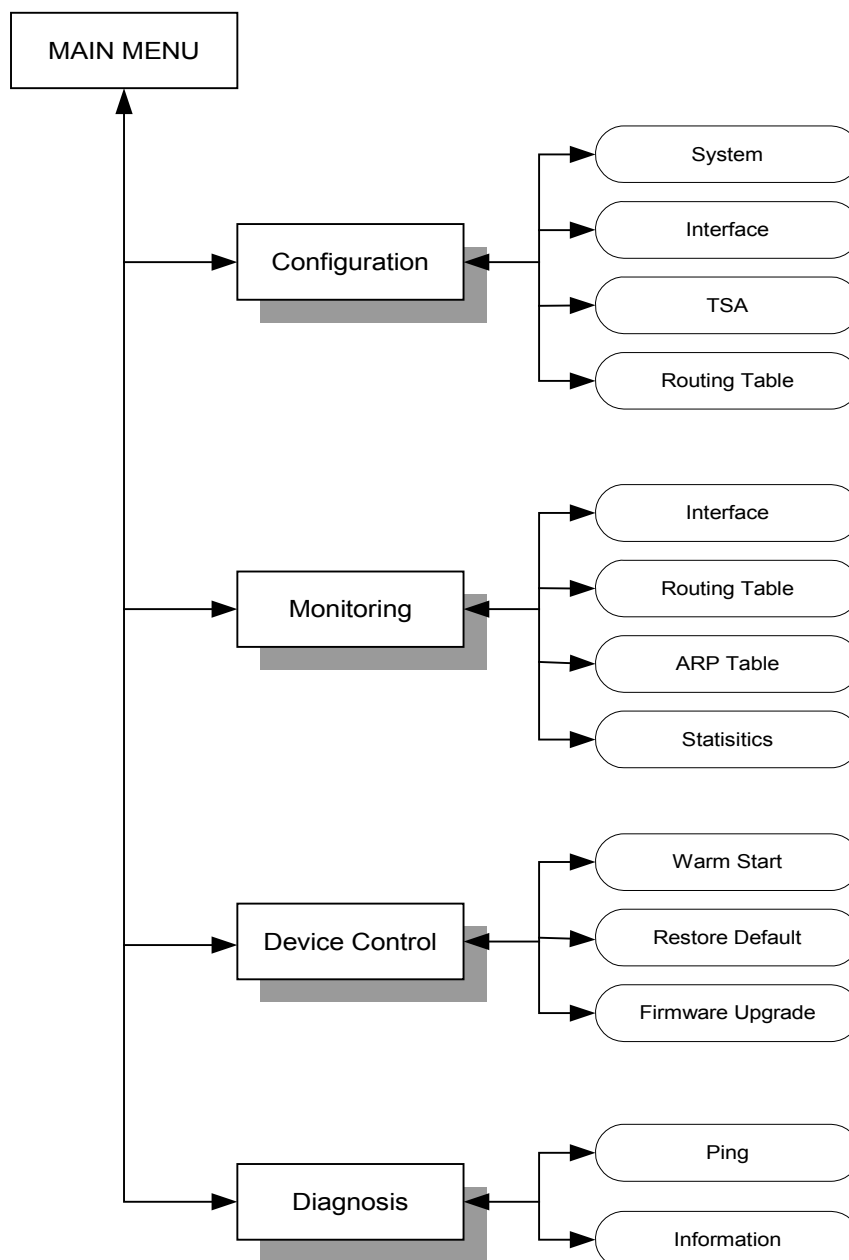 MAIN MENU
Configuration
System
Interface
TSA
Routing Table
Monitoring
Interface
Routing Table
ARP Table
Statisitics
Device Control
Warm Start
Restore Default
Firmware Upgrade
Diagnosis
Ping
Information